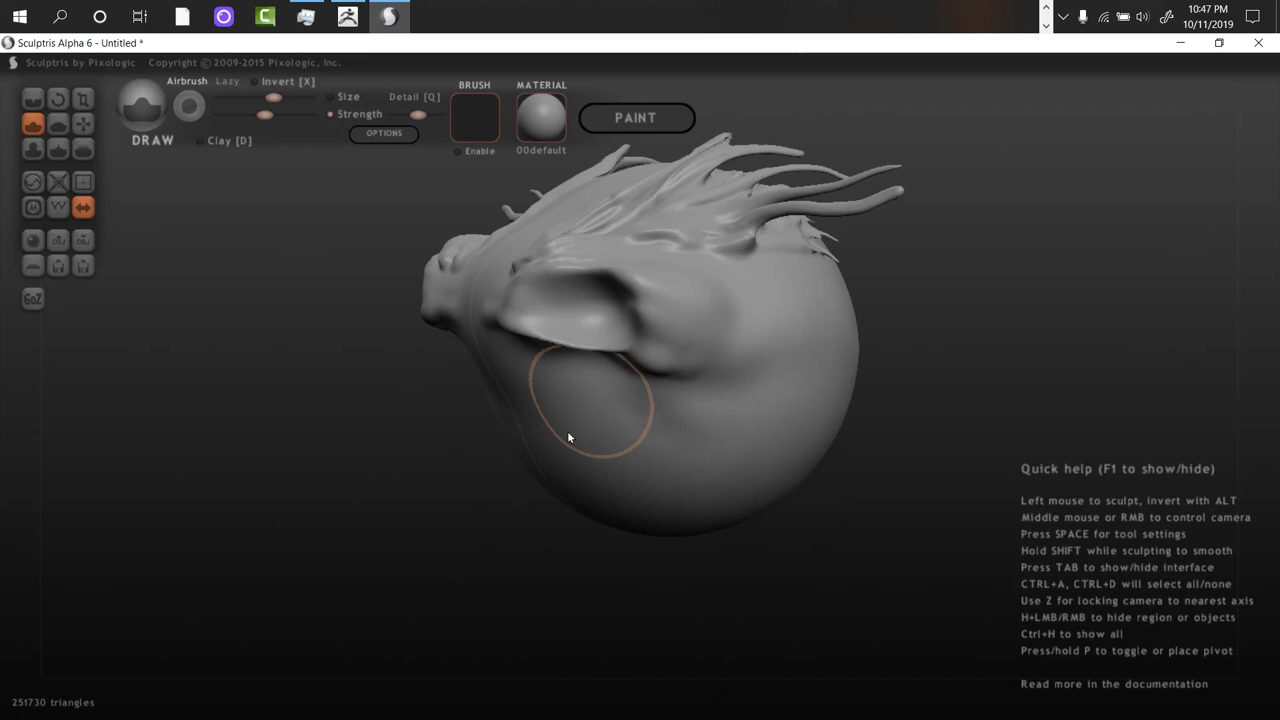 10:47 PM
10/11/2019
Sculptris Alpha 6 - Untitled *
Sculptris by Pixologic Copyright © 2009-2015 Pixologic, Inc.
Airbrush Lazy Invert [X]
Size Detail [Q]
Strength
OPTIONS
DRAW
Clay [D]
BRUSH
Enable
MATERIAL
00default
PAINT
GoZ
Quick help (F1 to show/hide)
Left mouse to sculpt, invert with ALT
Middle mouse or RMB to control camera
Press SPACE for tool settings
Hold SHIFT while sculpting to smooth
Press TAB to show/hide interface
CTRL+A, CTRL+D will select all/none
Use Z for locking camera to nearest axis
H+LMB/RMB to hide region or objects
Ctrl+H to show all
Press/hold P to toggle or place pivot
Read more in the documentation
251730 triangles